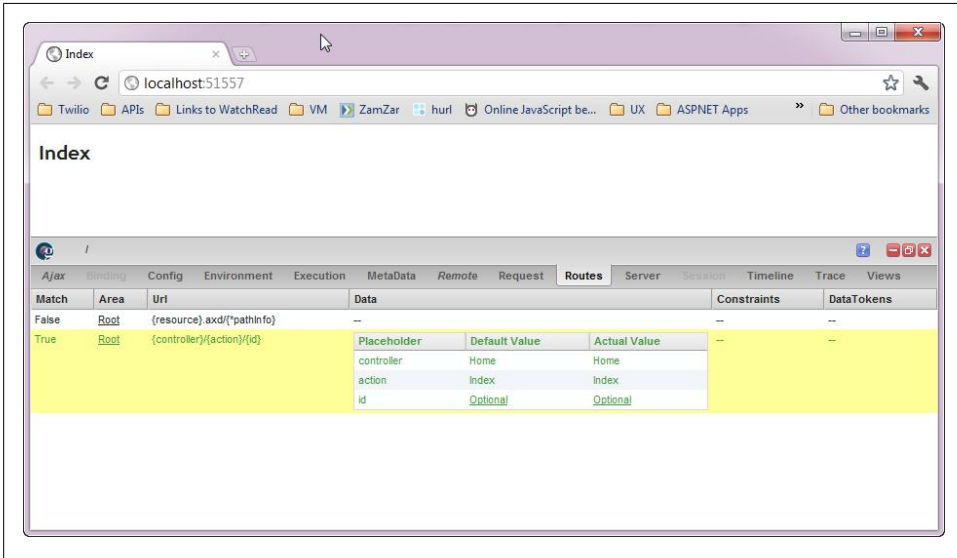 Index
localhost:51557
Twilio APIs Links to WatchRead VM ZamZar hurl Online JavaScript be... UX ASPNET Apps » Other bookmarks
Index
/
Ajax Binding Config Environment Execution MetaData Remote Request Routes Server Session Timeline Trace Views
Match Area Url Data Constraints DataTokens
False Root {resource}.axd/{*pathInfo} -- -- --
True Root {controller}/{action}/{id} Placeholder Default Value Actual Value -- --
controller Home Home
action Index Index
id Optional Optional